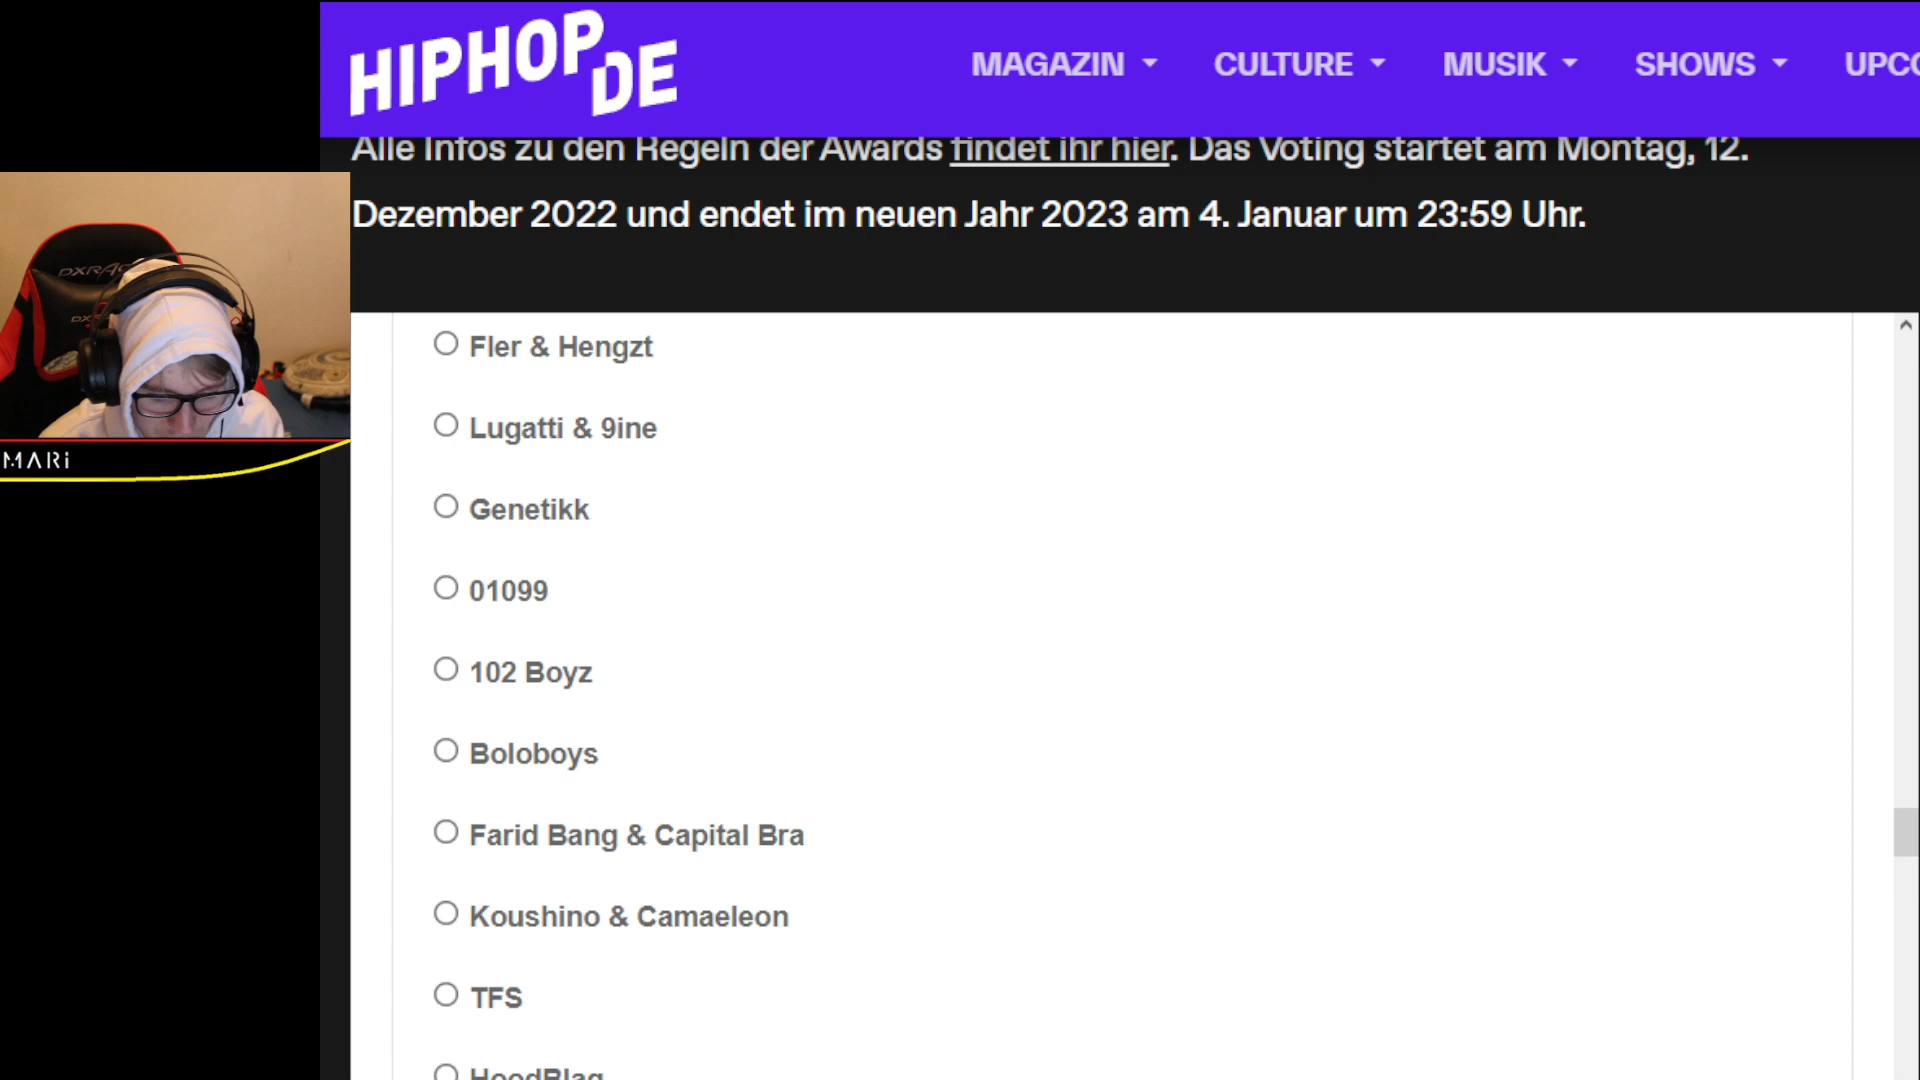 HIPHOP.DE
MAGAZIN
CULTURE
MUSIK
SHOWS
Alle Infos zu den Regeln der Awards findet ihr hier. Das Voting startet am Montag, 12.
Dezember 2022 und endet im neuen Jahr 2023 am 4. Januar um 23:59 Uhr.
MARi
Fler & Hengzt
Lugatti & 9ine
Genetikk
01099
102 Boyz
Boloboys
Farid Bang & Capital Bra
Koushino & Camaeleon
TFS